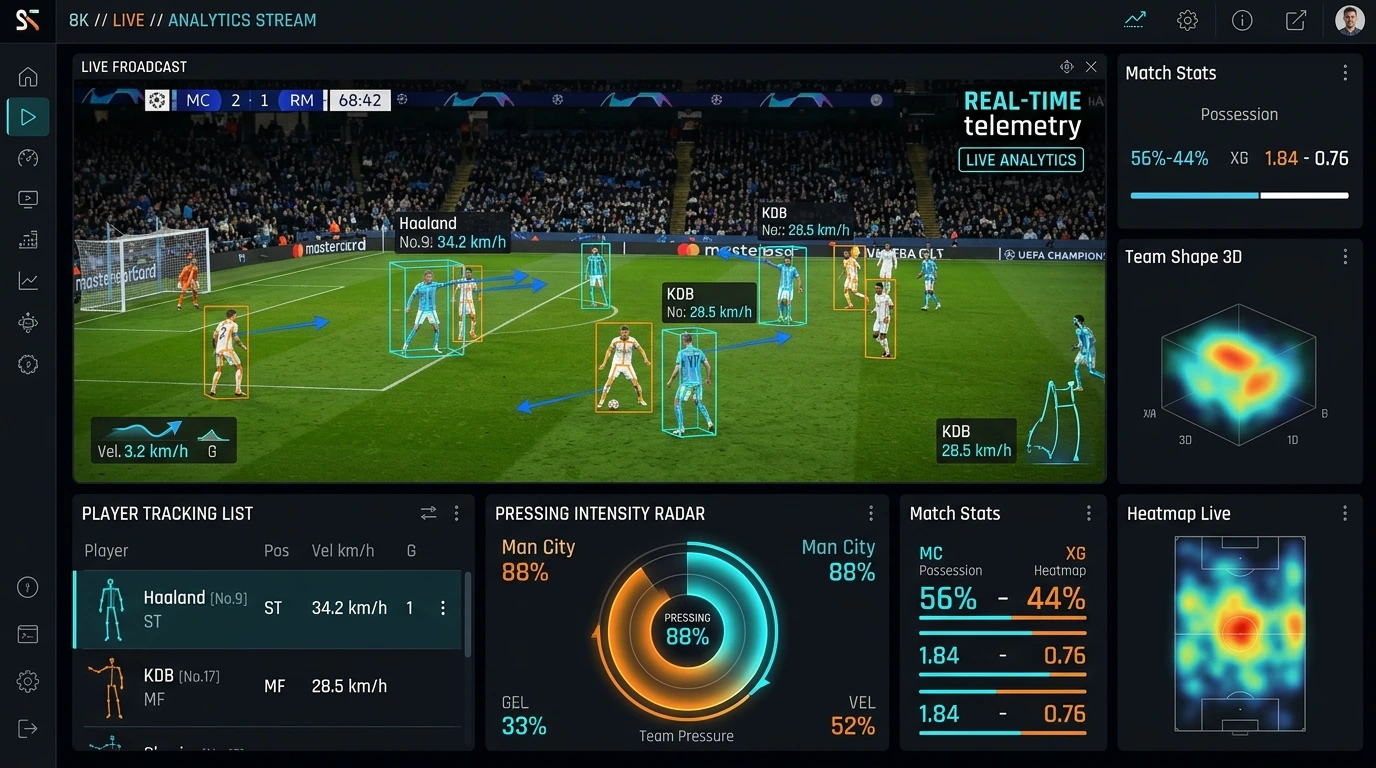 8K // LIVE // ANALYTICS STREAM
LIVE FROADCAST
MC 2 · 1 RM 68:42
REAL-TIME
telemetry
LIVE ANALYTICS
Haaland
No.9: 34.2 km/h
KDB
No.: 28.5 km/h
mastercard
mastercard
UEFA CHAMPION'
KDB
No: 28.5 km/h
2
17
KDB
28.5 km/h
Vel. 3.2 km/h G
Match Stats
Possession
56%-44% XG 1.84 - 0.76
Team Shape 3D
X/A
B
3D
1D
PLAYER TRACKING LIST
Player Pos Vel km/h G
Haaland [No.9]
ST
ST 34.2 km/h 1
KDB [No.17]
MF
MF 28.5 km/h
PRESSING INTENSITY RADAR
Man City
88%
Man City
88%
PRESSING
88%
GEL
33%
VEL
52%
Team Pressure
Match Stats
MC XG
Possession Heatmap
56% - 44%
1.84 - 0.76
1.84 - 0.76
Heatmap Live